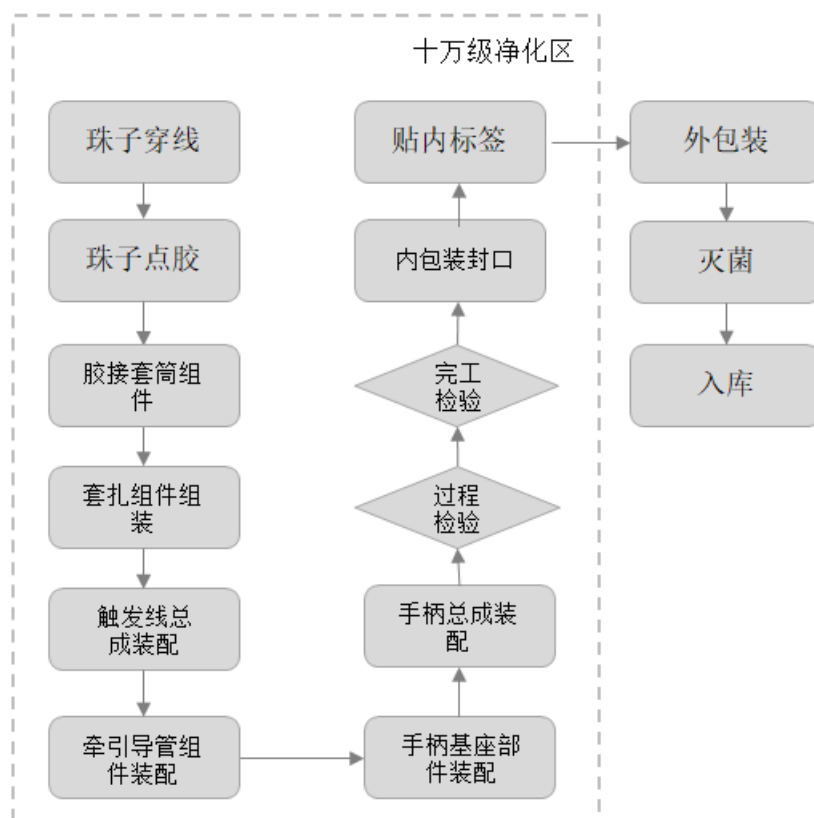 十万级净化区
珠子穿线
珠子点胶
胶接套筒组
件
套扎组件组
装
触发线总
成装配
牵引导管组
件装配
手柄基座部
件装配
手柄总成装
配
过程
检验
完工
检验
内包装封口
贴内标签
外包装
灭菌
入库